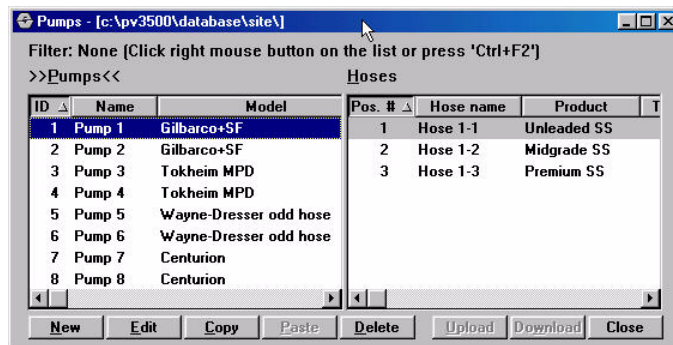 Pumps - [c:\pv3500\database\site\]
Filter: None (Click right mouse button on the list or press 'Ctrl+F2')
>>Pumps<< Hoses
ID Name Model Pos. # Hose name Product T
1 Pump 1 Gilbarco+SF 1 Hose 1-1 Unleaded SS
2 Pump 2 Gilbarco+SF 2 Hose 1-2 Midgrade SS
3 Pump 3 Tokheim MPD 3 Hose 1-3 Premium SS
4 Pump 4 Tokheim MPD
5 Pump 5 Wayne-Dresser odd hose
6 Pump 6 Wayne-Dresser odd hose
7 Pump 7 Centurion
8 Pump 8 Centurion
New Edit Copy Paste Delete Upload Download Close